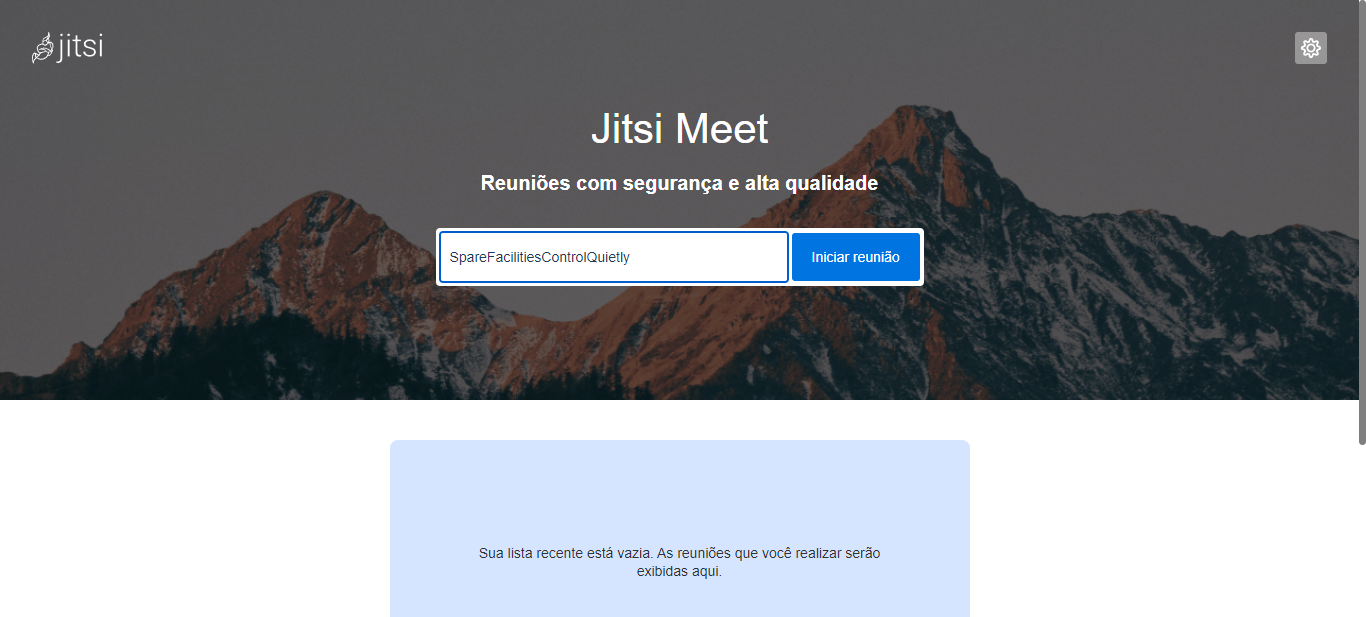 jitsi
Jitsi Meet
Reuniões com segurança e alta qualidade
SpareFacilitiesControlQuietly
Iniciar reunião
Sua lista recente está vazia. As reuniões que você realizar serão
exibidas aqui.